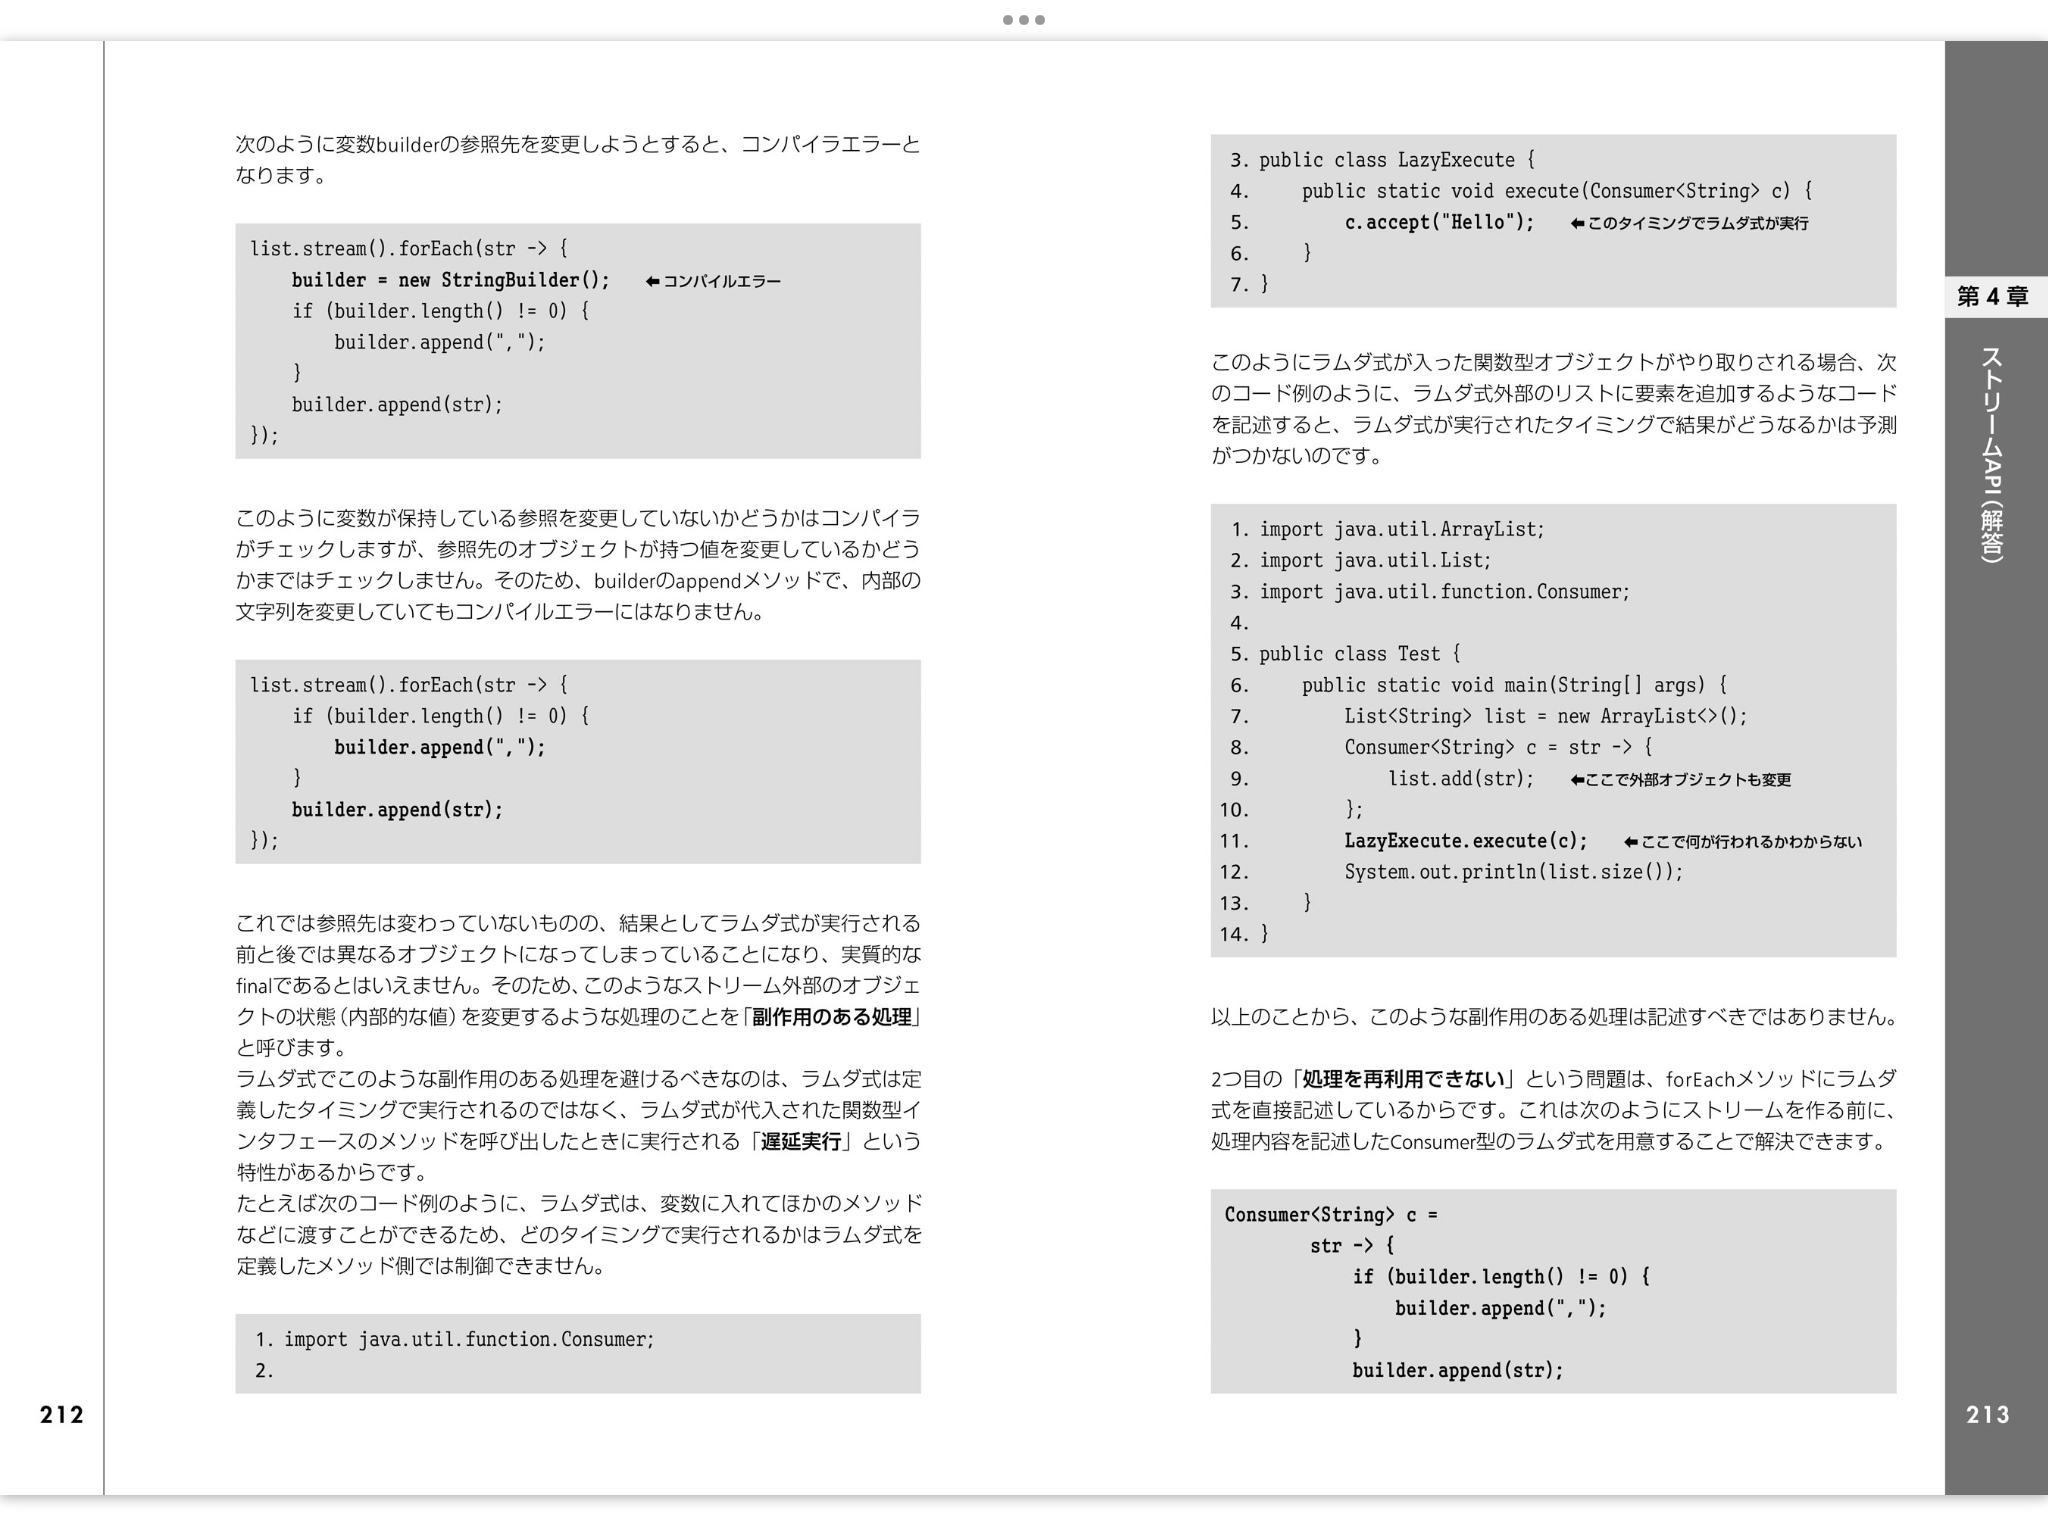 次のように変数builderの参照先を変更しようとすると、コンパイラエラーと
なります。
list.stream().forEach(str -> {
    builder = new StringBuilder();    ⬅ コンパイルエラー
    if (builder.length() != 0) {
        builder.append(",");
    }
    builder.append(str);
});
このように変数が保持している参照を変更していないかどうかはコンパイラ
がチェックしますが、参照先のオブジェクトが持つ値を変更しているかどう
かまではチェックしません。そのため、builderのappendメソッドで、内部の
文字列を変更していてもコンパイルエラーにはなりません。
list.stream().forEach(str -> {
    if (builder.length() != 0) {
        builder.append(",");
    }
    builder.append(str);
});
これでは参照先は変わっていないものの、結果としてラムダ式が実行される
前と後では異なるオブジェクトになってしまっていることになり、実質的な
finalであるとはいえません。そのため、このようなストリーム外部のオブジェ
クトの状態（内部的な値）を変更するような処理のことを「副作用のある処理」
と呼びます。
ラムダ式でこのような副作用のある処理を避けるべきなのは、ラムダ式は定
義したタイミングで実行されるのではなく、ラムダ式が代入された関数型イ
ンタフェースのメソッドを呼び出したときに実行される「遅延実行」という
特性があるからです。
たとえば次のコード例のように、ラムダ式は、変数に入れてほかのメソッド
などに渡すことができるため、どのタイミングで実行されるかはラムダ式を
定義したメソッド側では制御できません。
1. import java.util.function.Consumer;
2.
212
3. public class LazyExecute {
4.     public static void execute(Consumer<String> c) {
5.         c.accept("Hello");    ⬅ このタイミングでラムダ式が実行
6.     }
7. }
このようにラムダ式が入った関数型オブジェクトがやり取りされる場合、次
のコード例のように、ラムダ式外部のリストに要素を追加するようなコード
を記述すると、ラムダ式が実行されたタイミングで結果がどうなるかは予測
がつかないのです。
1. import java.util.ArrayList;
2. import java.util.List;
3. import java.util.function.Consumer;
4.
5. public class Test {
6.     public static void main(String[] args) {
7.         List<String> list = new ArrayList<>();
8.         Consumer<String> c = str -> {
9.             list.add(str);    ⬅ここで外部オブジェクトも変更
10.         };
11.         LazyExecute.execute(c);    ⬅ ここで何が行われるかわからない
12.         System.out.println(list.size());
13.     }
14. }
以上のことから、このような副作用のある処理は記述すべきではありません。
2つ目の「処理を再利用できない」という問題は、forEachメソッドにラムダ
式を直接記述しているからです。これは次のようにストリームを作る前に、
処理内容を記述したConsumer型のラムダ式を用意することで解決できます。
Consumer<String> c =
        str -> {
            if (builder.length() != 0) {
                builder.append(",");
            }
            builder.append(str);
第4章
ストリームAPI（解答）
213